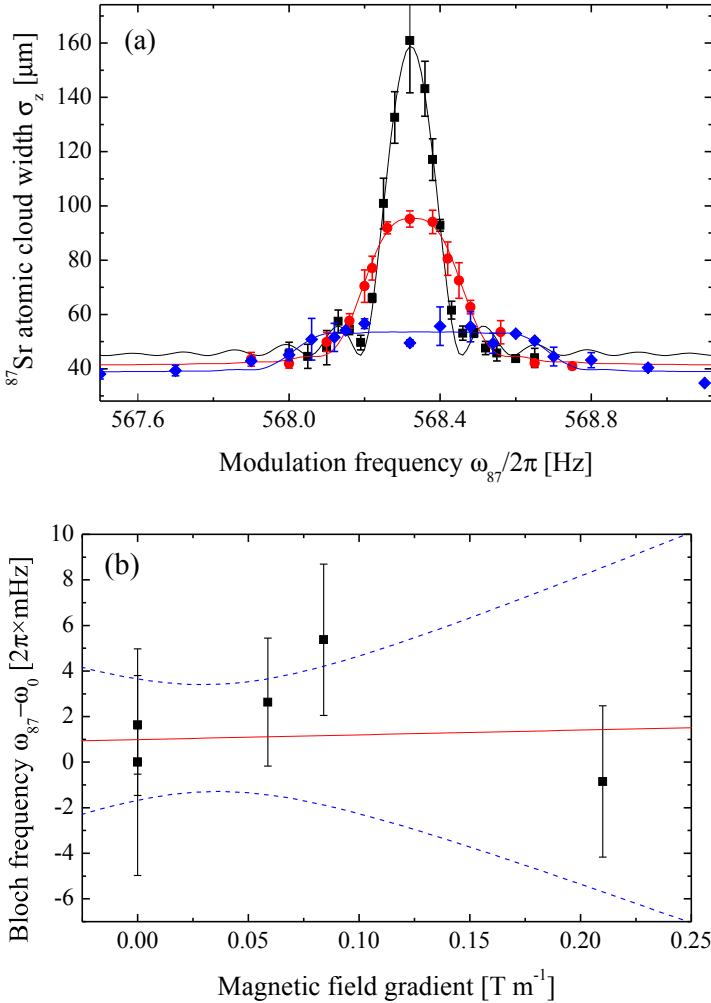 (a)
160
140
120
100
80
60
40
⁸⁷Sr atomic cloud width σz [µm]
567.6 568.0 568.4 568.8
Modulation frequency ω87/2π [Hz]
(b)
10
8
6
4
2
0
-2
-4
-6
Bloch frequency ω87−ω0 [2π×mHz]
0.00 0.05 0.10 0.15 0.20 0.25
Magnetic field gradient [T m⁻¹]